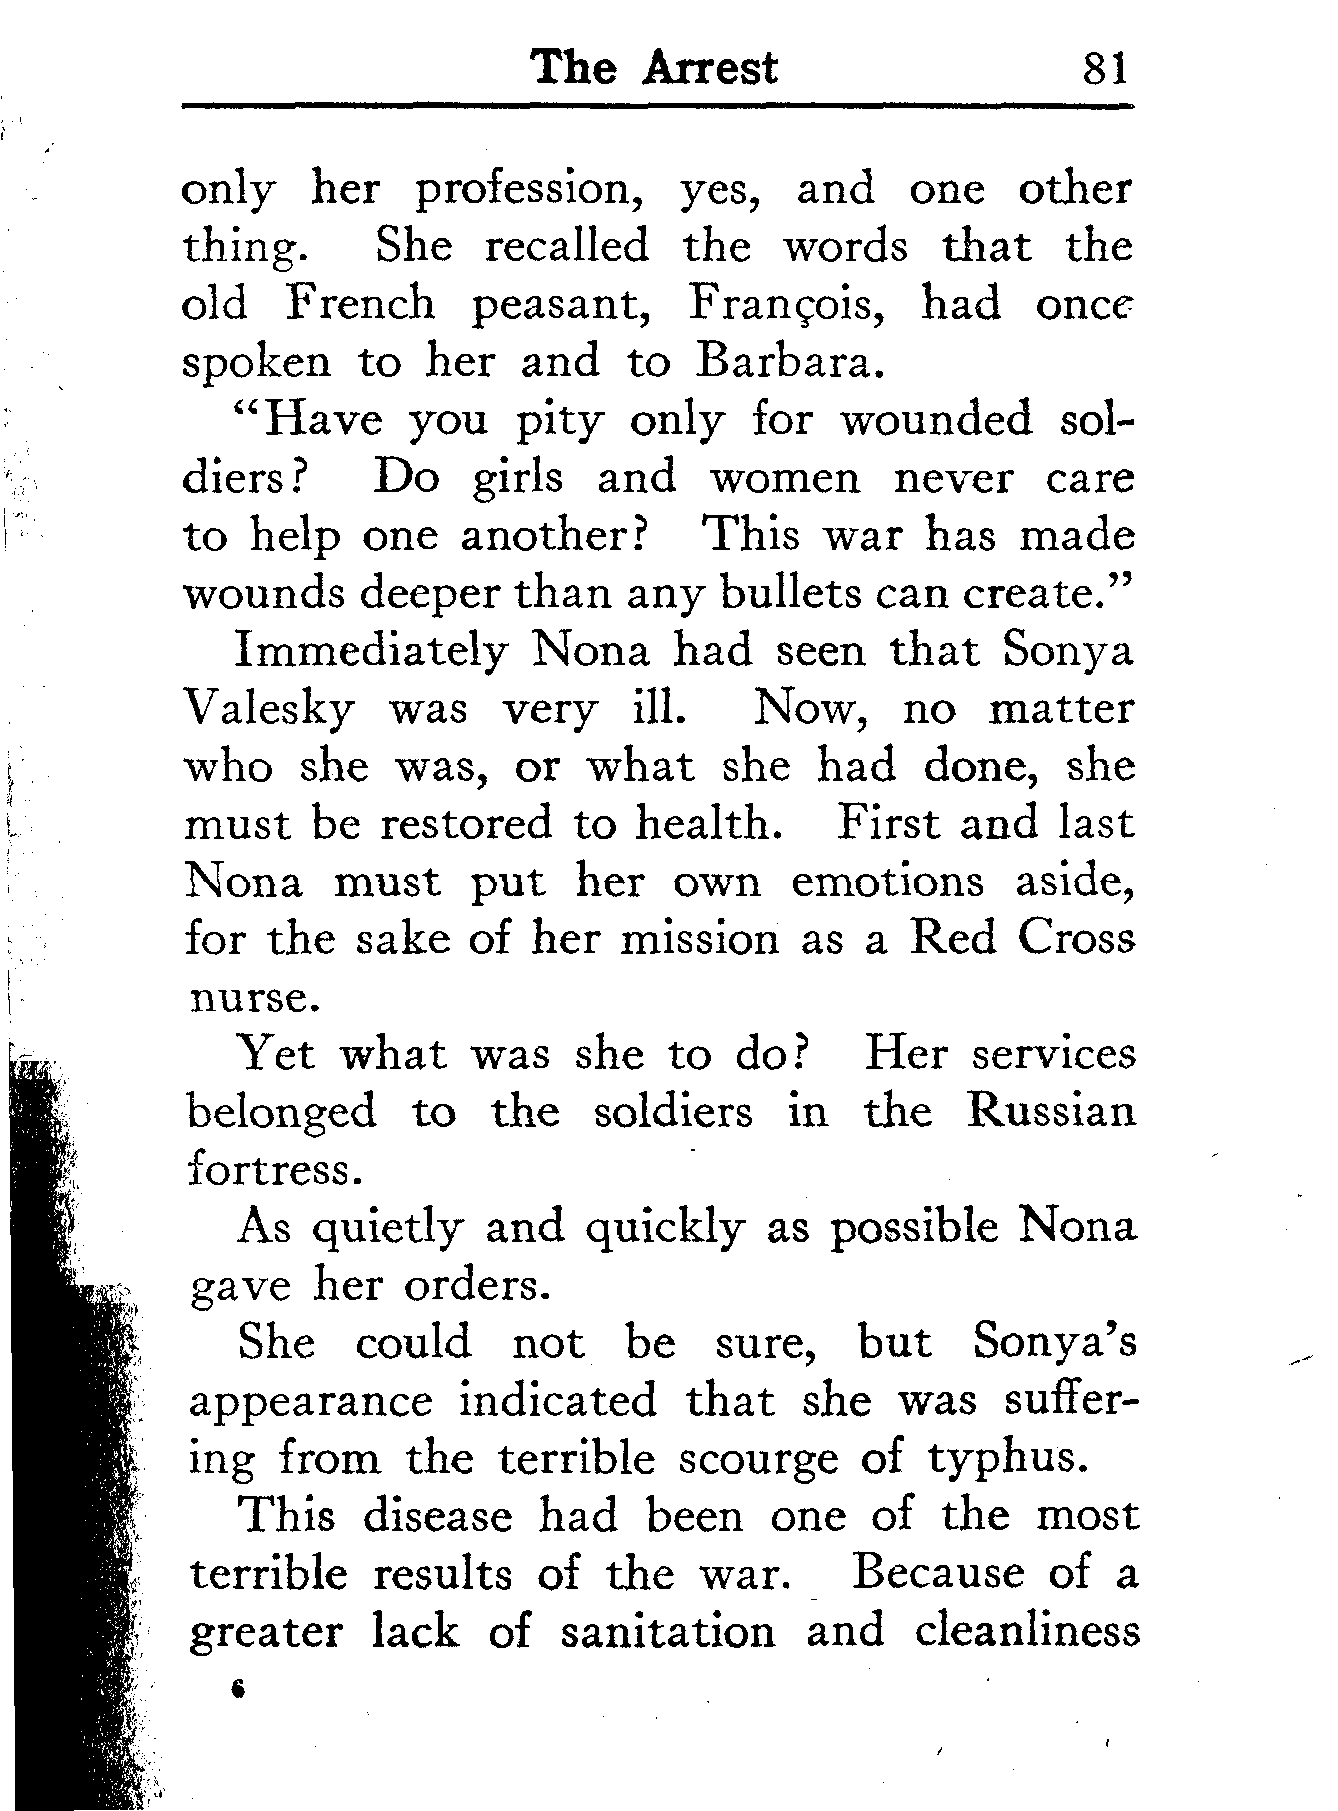 The Arrest 81
only her profession, yes, and one other
thing. She recalled the words that the
old French peasant, François, had once
spoken to her and to Barbara.
“Have you pity only for wounded sol-
diers? Do girls and women never care
to help one another? This war has made
wounds deeper than any bullets can create.”
Immediately Nona had seen that Sonya
Valesky was very ill. Now, no matter
who she was, or what she had done, she
must be restored to health. First and last
Nona must put her own emotions aside,
for the sake of her mission as a Red Cross
nurse.
Yet what was she to do? Her services
belonged to the soldiers in the Russian
fortress.
As quietly and quickly as possible Nona
gave her orders.
She could not be sure, but Sonya’s
appearance indicated that she was suffer-
ing from the terrible scourge of typhus.
This disease had been one of the most
terrible results of the war. Because of a
greater lack of sanitation and cleanliness
6